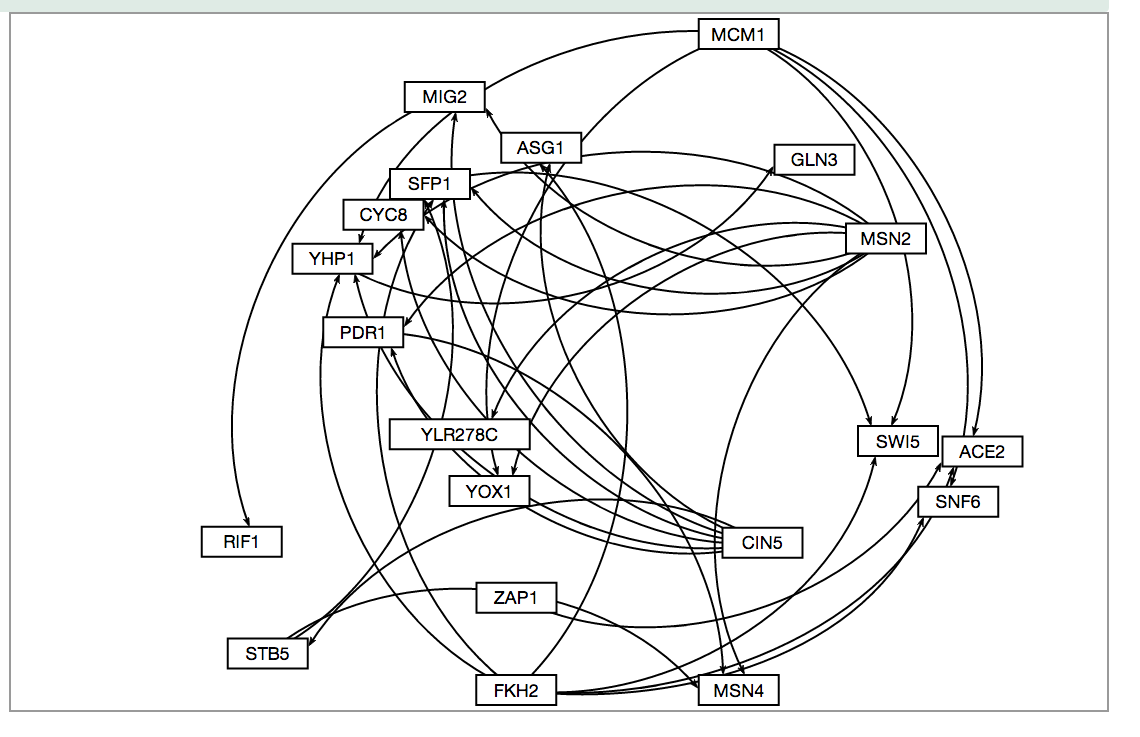 MCM1
MIG2
ASG1
GLN3
SFP1
CYC8
MSN2
YHP1
PDR1
YLR278C
SWI5
ACE2
YOX1
SNF6
RIF1
CIN5
ZAP1
STB5
FKH2
MSN4